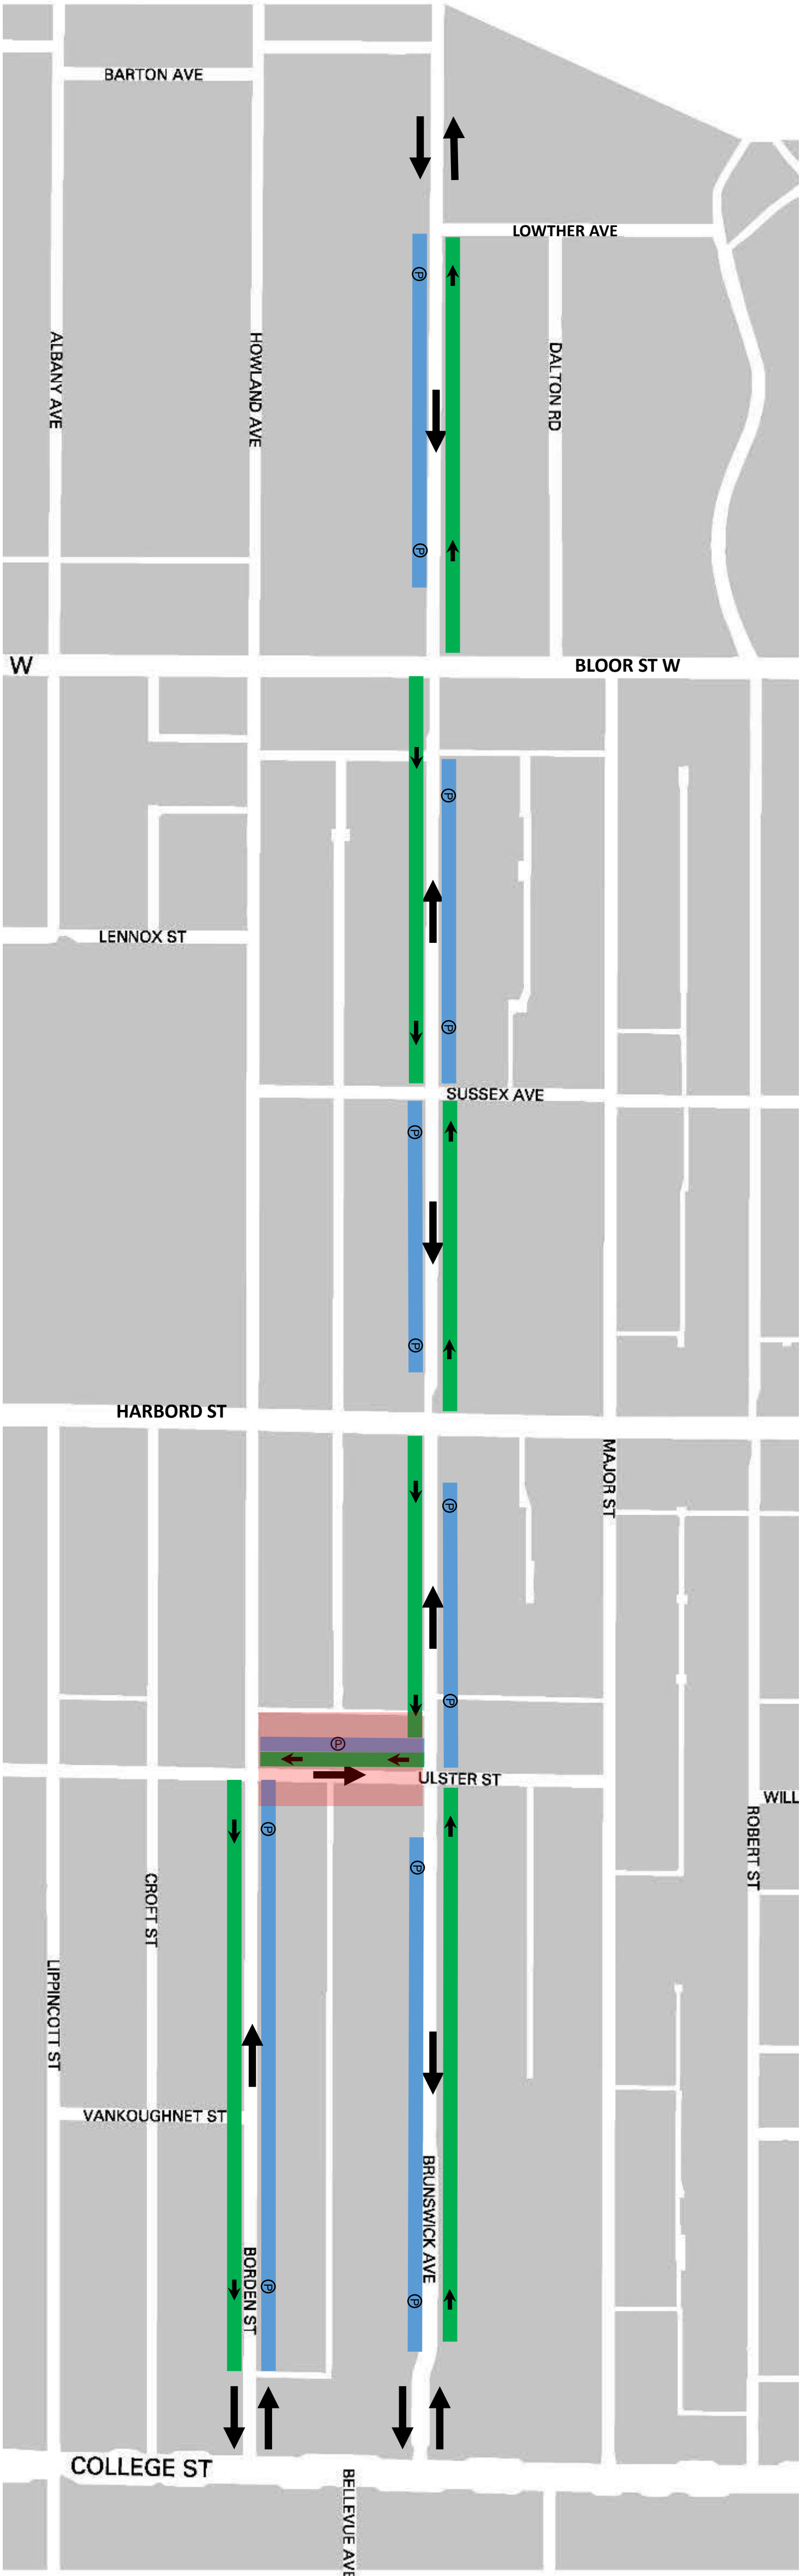 BARTON AVE
LOWTHER AVE
P
ALBANY AVE
HOWLAND AVE
DALTON RD
P
W
BLOOR ST W
P
LENNOX ST
P
SUSSEX AVE
P
P
HARBORD ST
MAJOR ST
P
P
P
ULSTER ST
WILL
ROBERT ST
P
P
CROFT ST
LIPPINCOTT ST
VANKOUGHNET ST
BRUNSWICK AVE
BORDEN ST
P
P
COLLEGE ST
BELLEVUE AVE